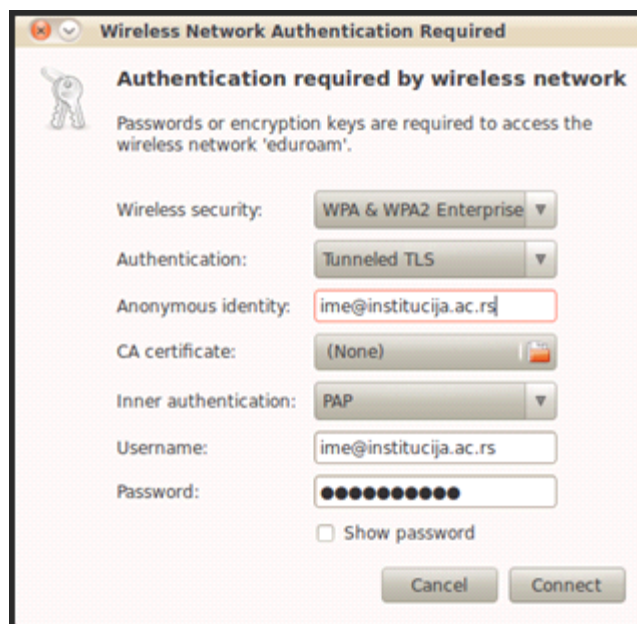 Wireless Network Authentication Required
Authentication required by wireless network
Passwords or encryption keys are required to access the
wireless network 'eduroam'.
Wireless security: WPA & WPA2 Enterprise
Authentication: Tunneled TLS
Anonymous identity: ime@institucija.ac.rs
CA certificate: (None)
Inner authentication: PAP
Username: ime@institucija.ac.rs
Password: ●●●●●●●●●●
Show password
Cancel Connect